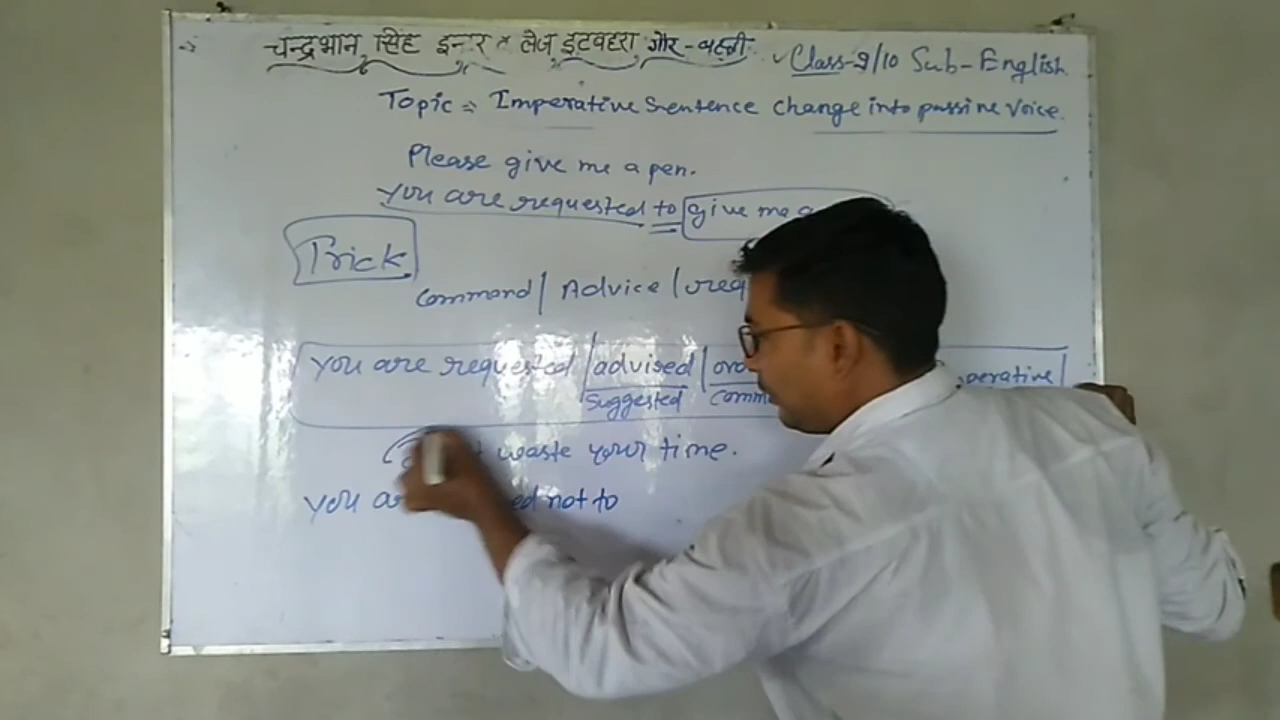 चन्द्रभान सिंह इन्टर लेज इटवहरा गौर-बस्ती Class-9/10 Sub-English
Topic:- Imperative Sentence change into passive voice.
Please give me a pen.
You are requested to give me a
Trick
Command/ Advice / req
you are requested / advised / ord erative
Suggested comm
waste your time.
you ar ed not to